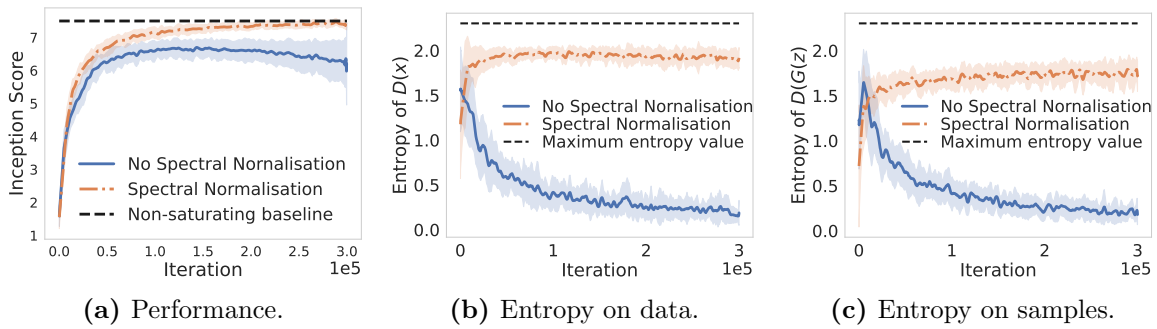 7
6
5
4
3
2
1
Inception Score
No Spectral Nornalisation
Spectral Normalisation
Non-saturating baseline
0.0 0.5 1.0 1.5 2.0 2.5 3.0
Iteration
1e5
(a) Performance.
2.0
1.5
1.0
0.5
0.0
Entropy of D(x)
No Spectral Nornalisation
Spectral Normalisation
Maximum entropy value
0 1 2 3
Iteration
1e5
(b) Entropy on data.
2.0
1.5
1.0
0.5
0.0
Entropy of D(G(z)
No Spectral Nornalisation
Spectral Normalisation
Maximum entropy value
0 1 2 3
Iteration
1e5
(c) Entropy on samples.